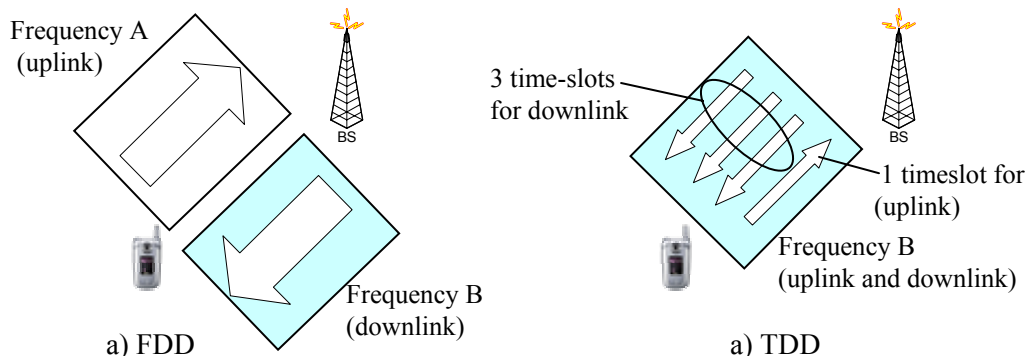 Frequency A
(uplink)
BS
Frequency B
(downlink)
a) FDD
3 time-slots
for downlink
BS
1 timeslot for
(uplink)
Frequency B
(uplink and downlink)
a) TDD